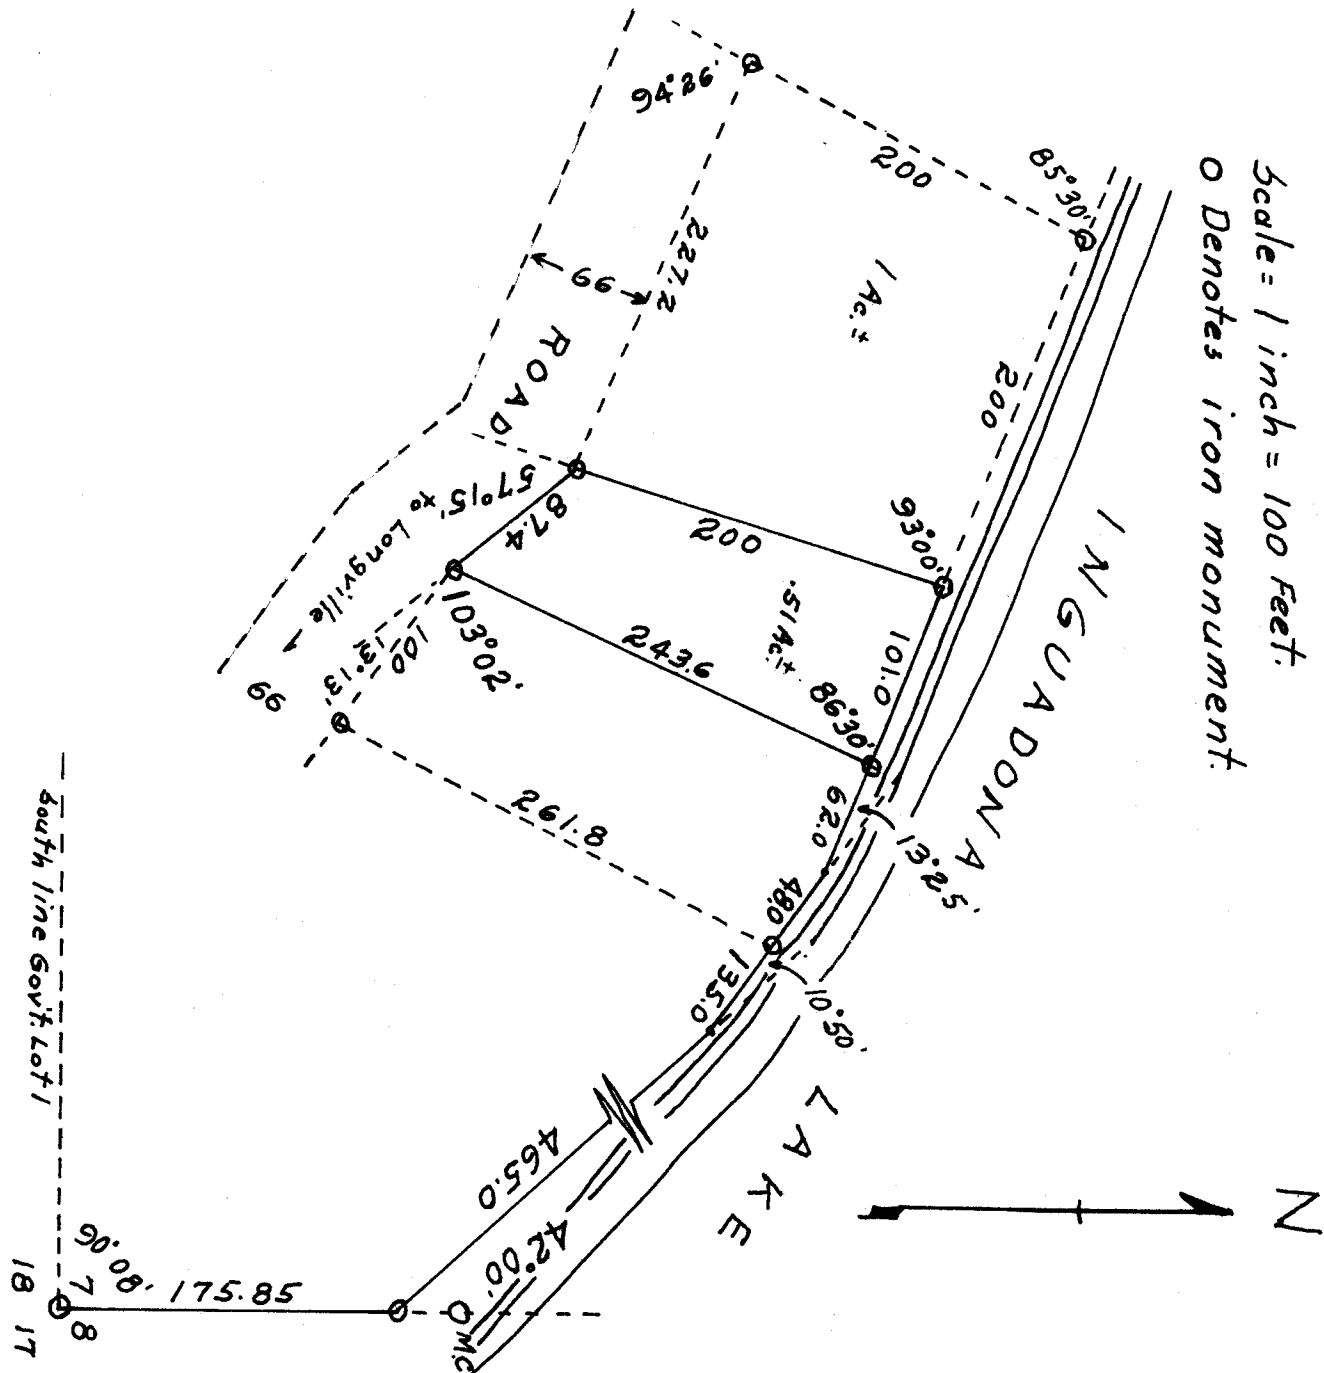 Scale = 1 inch = 100 Feet.
O Denotes iron monument.
94°26'
200
85°30'
227.2
66
1 Ac.±
200
ROAD
57°15'
to Longville
87.4
200
93°00'
INGUADONA
LAKE
103°02'
100
13°13'
66
243.6
.51 Ac.±
101.0
86°30'
62.0
13°25'
261.8
48.0
135.0
10°50'
465.0
42°00'
M.C
N
South line Gov't. Lot 1
90°08'
175.85
7
8
18
17